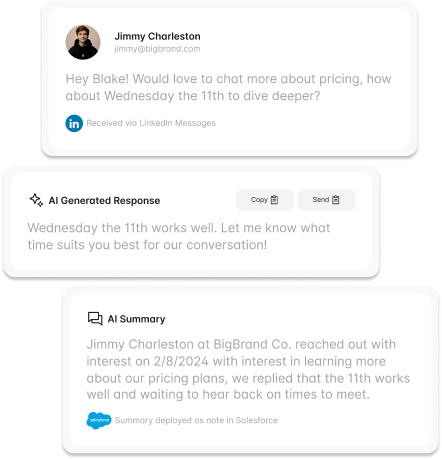 Jimmy Charleston
jimmy@bigbrand.com
Hey Blake! Would love to chat more about pricing, how
about Wednesday the 11th to dive deeper?
in Received via LinkedIn Messages
AI Generated Response
Copy
Send
Wednesday the 11th works well. Let me know what
time suits you best for our conversation!
AI Summary
Jimmy Charleston at BigBrand Co. reached out with
interest on 2/8/2024 with interest in learning more
about our pricing plans, we replied that the 11th works
well and waiting to hear back on times to meet.
salesforce Summary deployed as note in Salesforce